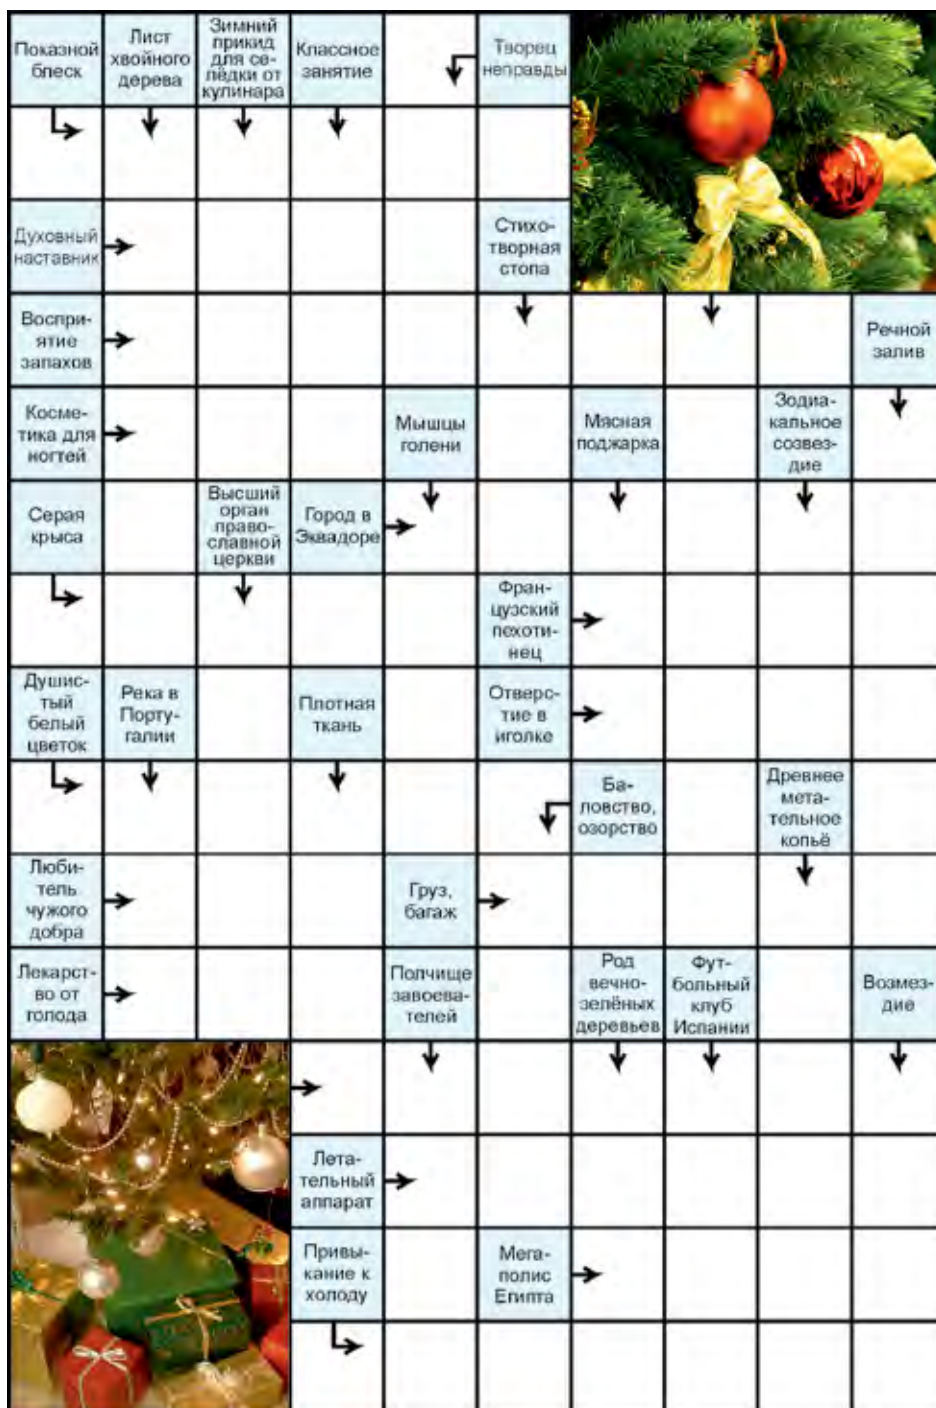 Показной
блеск
Лист
хвойного
дерева
Зимний
прикид
для се-
лёдки от
кулинара
Классное
занятие
Творец
неправды
Духовный
наставник
Стихо-
творная
стопа
Воспри-
ятие
запахов
Речной
залив
Косме-
тика для
ногтей
Мышцы
голени
Мясная
поджарка
Зодиа-
кальное
созвез-
дие
Серая
крыса
Высший
орган
право-
славной
церкви
Город в
Эквадоре
Фран-
цузский
пехоти-
нец
Душис-
тый
белый
цветок
Река в
Порту-
галии
Плотная
ткань
Отверс-
тие в
иголке
Ба-
ловство,
озорство
Древнее
мета-
тельное
копьё
Люби-
тель
чужого
добра
Груз,
багаж
Лекарст-
во от
голода
Полчище
завоева-
телей
Род
вечно-
зелёных
деревьев
Фут-
больный
клуб
Испании
Возмез-
дие
Лета-
тельный
аппарат
Привы-
кание к
холоду
Мега-
полис
Египта